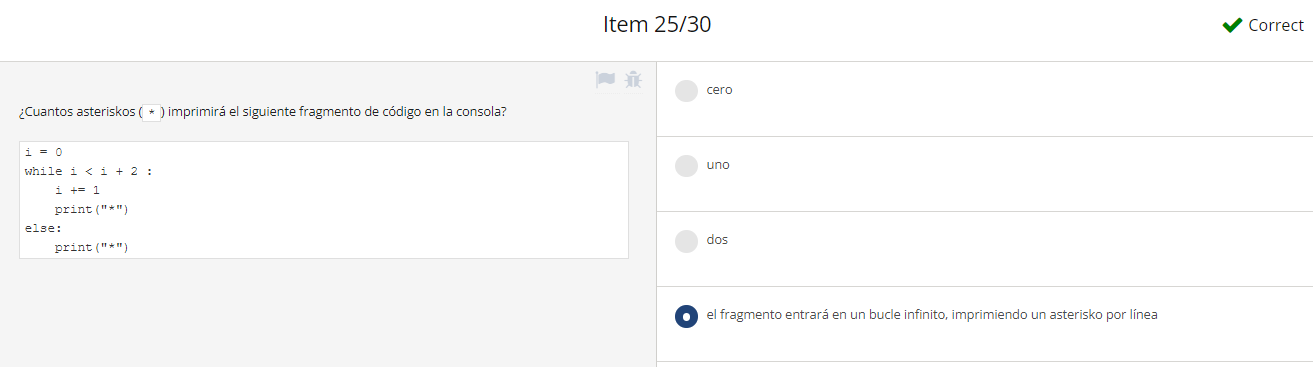 Item 25/30
Correct
¿Cuantos asteriskos ( * ) imprimirá el siguiente fragmento de código en la consola?
i = 0
while i < i + 2 :
    i += 1
    print("*")
else:
    print("*")
cero
uno
dos
el fragmento entrará en un bucle infinito, imprimiendo un asterisko por línea